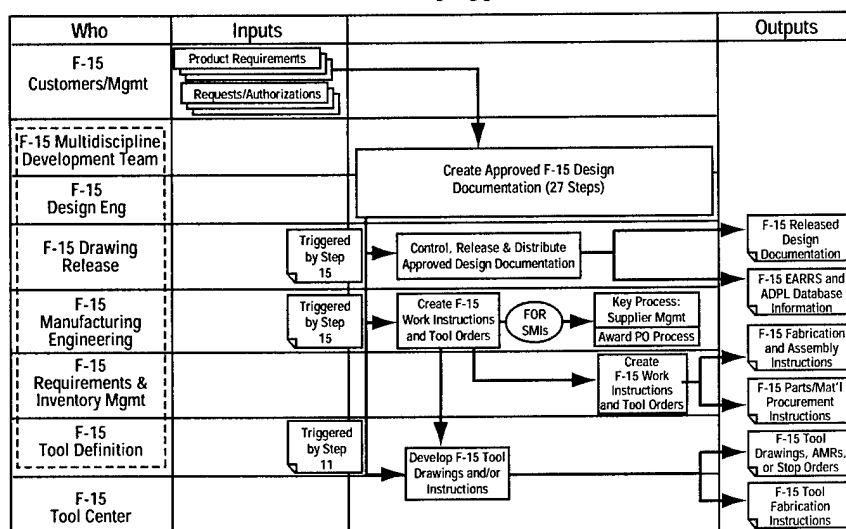 Who
Inputs
Outputs
F-15
Customers/Mgmt
Product Requirements
Requests/Authorizations
F-15 Multidiscipline
Development Team
F-15
Design Eng
Create Approved F-15 Design
Documentation (27 Steps)
F-15 Drawing
Release
Triggered
by Step
15
Control, Release & Distribute
Approved Design Documentation
F-15 Released
Design
Documentation
F-15 EARRS and
ADPL Database
Information
F-15
Manufacturing
Engineering
Triggered
by Step
15
Create F-15
Work Instructions
and Tool Orders
FOR
SMIs
Key Process:
Supplier Mgmt
Award PO Process
F-15 Fabrication
and Assembly
Instructions
F-15
Requirements &
Inventory Mgmt
Create
F-15 Work
Instructions
and Tool Orders
F-15 Parts/Mat'l
Procurement
Instructions
F-15
Tool Definition
Triggered
by Step
11
Develop F-15 Tool
Drawings and/or
Instructions
F-15 Tool
Drawings, AMRs,
or Stop Orders
F-15
Tool Center
F-15 Tool
Fabrication
Instructions